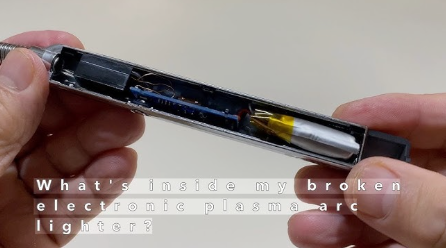 What's inside my broken
electronic plasma arc
lighter?